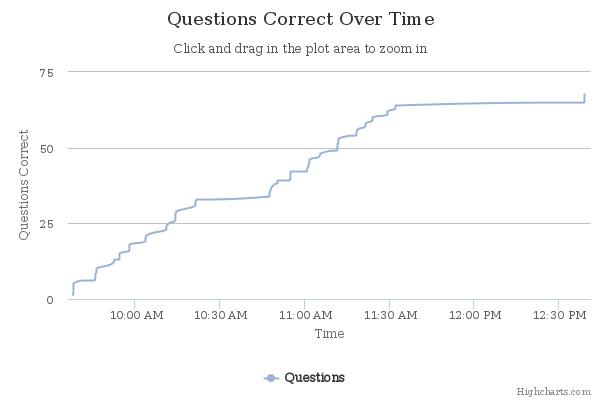 Questions Correct Over Time
Click and drag in the plot area to zoom in
Questions Correct
75
50
25
0
10:00 AM 10:30 AM 11:00 AM 11:30 AM 12:00 PM 12:30 PM
Time
Questions
Highcharts.com